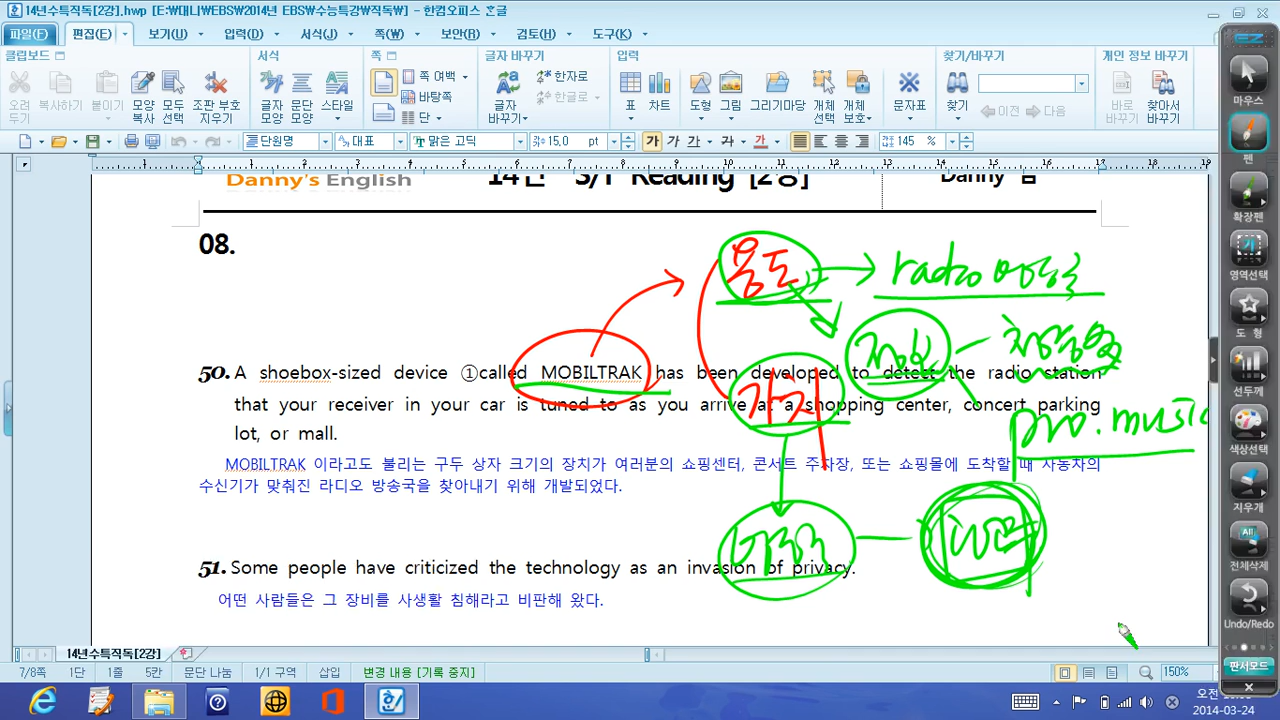 14년수특직독[2강].hwp [E:₩대니₩EBS₩2014년 EBS₩수능특강₩직독₩] - 한컴오피스 흔글
파일(F) 편집(E) 보기(U) 입력(D) 서식(J) 쪽(W) 보안(R) 검토(H) 도구(K)
클립보드 서식 쪽 글자 바꾸기 입력 찾기/바꾸기 개인 정보 바꾸기
오려 두기 복사하기 붙이기 모양 복사 모두 선택 조판 부호 지우기 글자 모양 문단 모양 스타일 쪽 여백 바탕쪽 단 글자 바꾸기 한자로 한글로 표 차트 도형 그림 그리기마당 개체 선택 개체 보호 문자표 찾기 이전 다음 바로 바꾸기 찾아서 바꾸기
단원명 대표 맑은 고딕 15,0 pt 가 가 가 가 가 145 %
Danny's English 14년 S/T Reading [2강] Danny
08.
용도 → radio
정보
50. A shoebox-sized device ①called MOBILTRAK has been developed to detect the radio station
that your receiver in your car is tuned to as you arrive at a shopping center, concert parking
가치
pro. music
lot, or mall.
MOBILTRAK 이라고도 불리는 구두 상자 크기의 장치가 여러분의 쇼핑센터, 콘서트 주차장, 또는 쇼핑몰에 도착할 때 자동차의
수신기가 맞춰진 라디오 방송국을 찾아내기 위해 개발되었다.
51. Some people have criticized the technology as an invasion of privacy.
어떤 사람들은 그 장비를 사생활 침해라고 비판해 왔다.
14년수특직독[2강]
7/8쪽 1단 1줄 5칸 문단 나눔 1/1 구역 삽입 변경 내용 [기록 중지] 150%
2014-03-24
EZ
마우스
펜
확장펜
영역선택
도 형
선두께
색상선택
지우개
All
전체삭제
Undo/Redo
판서모드